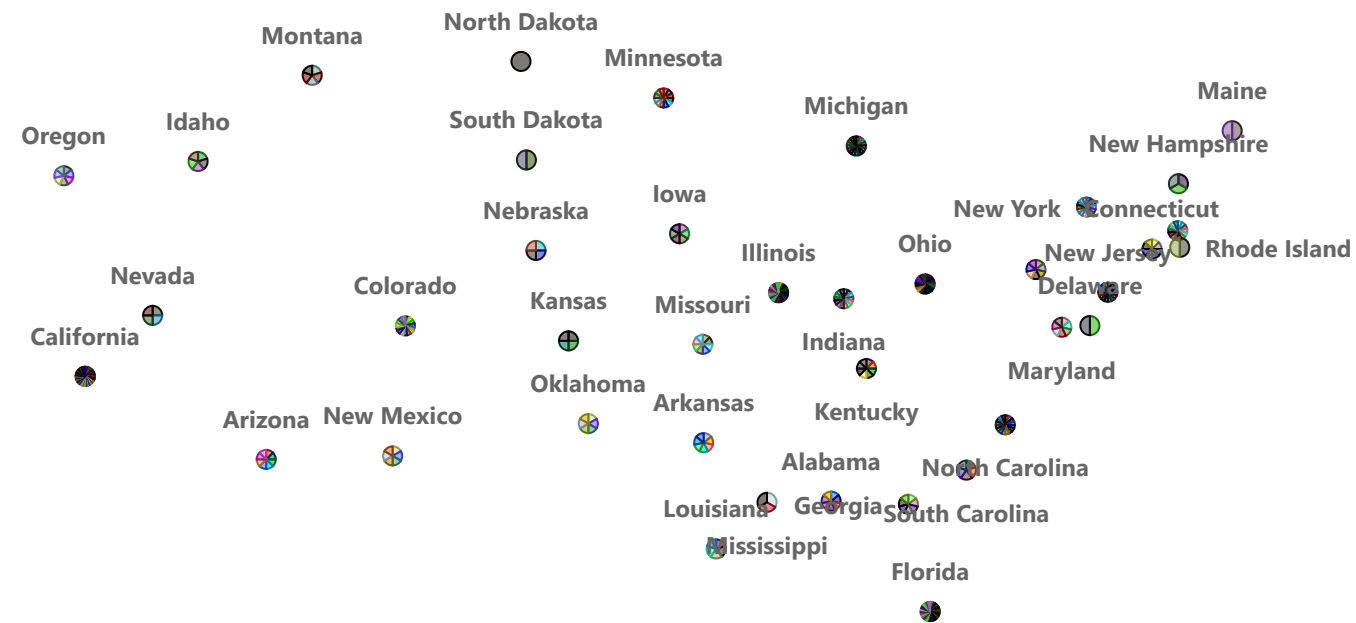 North Dakota
Montana
Minnesota
Maine
Michigan
South Dakota
Idaho
Oregon
New Hampshire
Iowa
New York
Connecticut
Nebraska
Ohio
Rhode Island
Illinois
New Jersey
Nevada
Colorado
Delaware
Kansas
Missouri
California
Indiana
Maryland
Oklahoma
Arkansas
Kentucky
New Mexico
Arizona
Alabama
North Carolina
Georgia
Louisiana
South Carolina
Mississippi
Florida